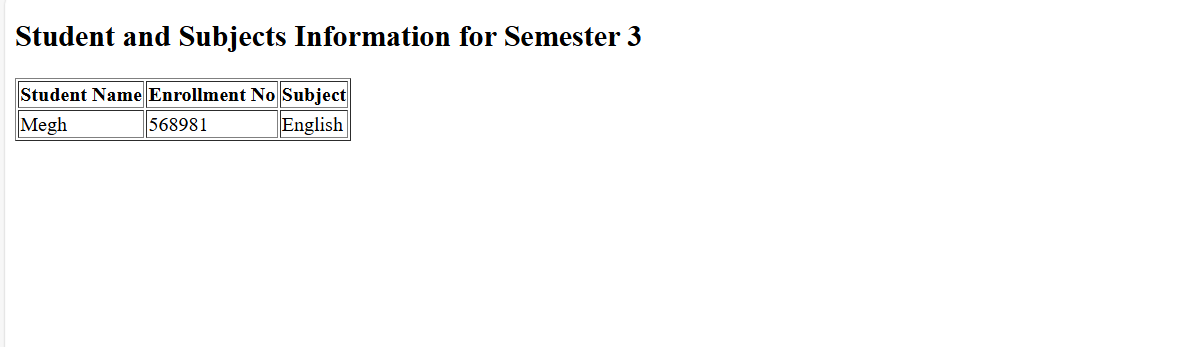 Student and Subjects Information for Semester 3
Student Name Enrollment No Subject
Megh 568981 English